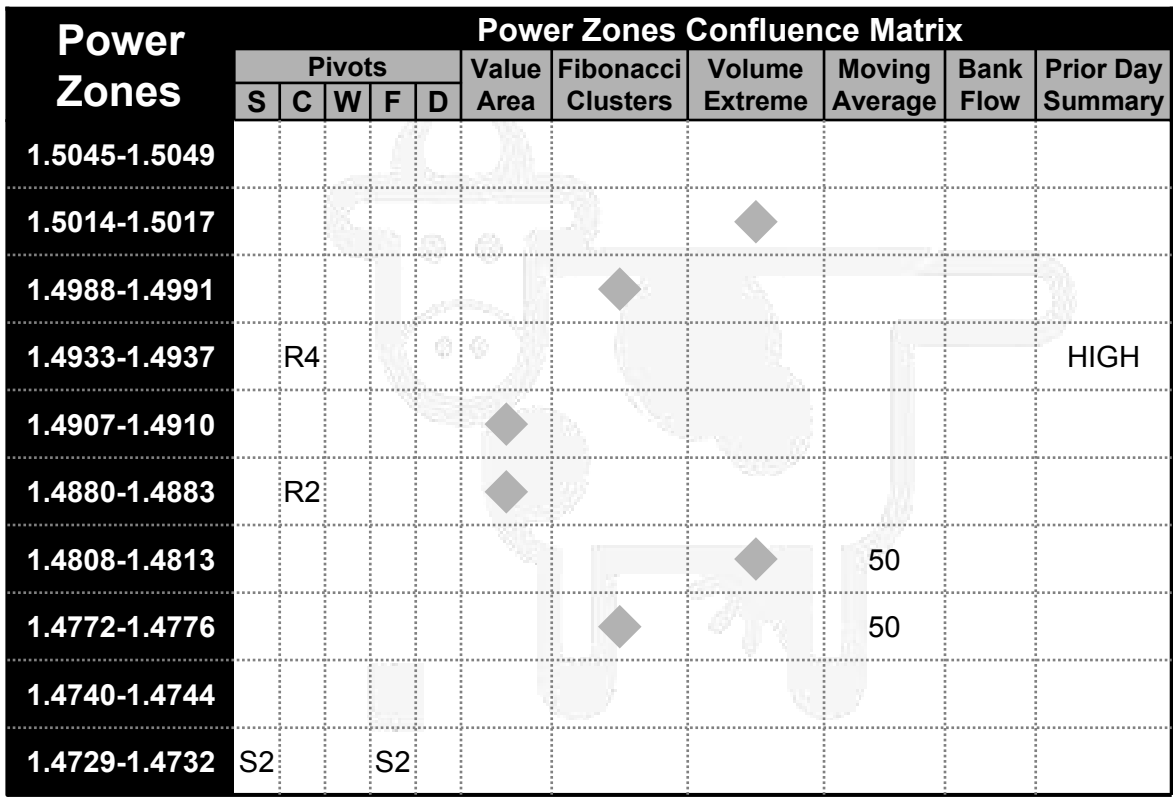 Power Zones
Power Zones Confluence Matrix
Pivots
S C W F D
Value Area
Fibonacci Clusters
Volume Extreme
Moving Average
Bank Flow
Prior Day Summary
1.5045-1.5049
1.5014-1.5017
1.4988-1.4991
1.4933-1.4937 R4 HIGH
1.4907-1.4910
1.4880-1.4883 R2
1.4808-1.4813 50
1.4772-1.4776 50
1.4740-1.4744
1.4729-1.4732 S2 S2